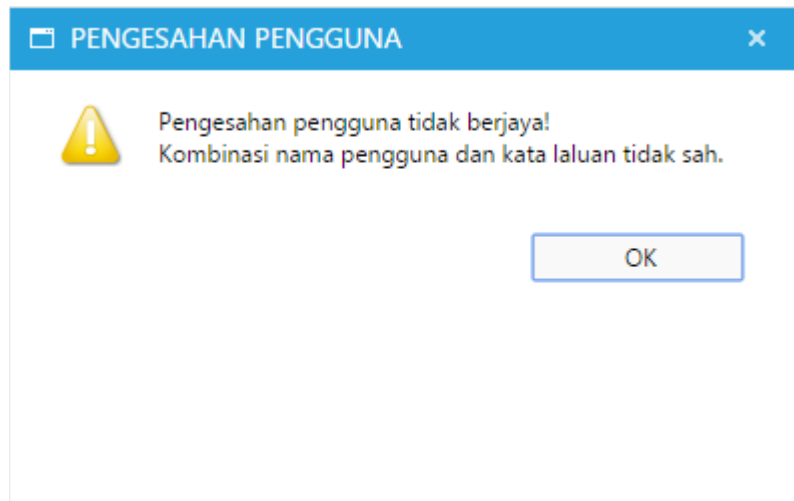 PENGESAHAN PENGGUNA
Pengesahan pengguna tidak berjaya!
Kombinasi nama pengguna dan kata laluan tidak sah.
OK